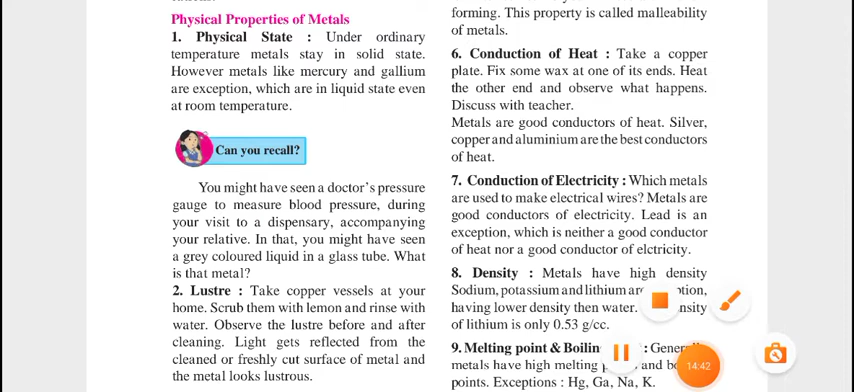 Physical Properties of Metals
1. Physical State : Under ordinary
temperature metals stay in solid state.
However metals like mercury and gallium
are exception, which are in liquid state even
at room temperature.
Can you recall?
You might have seen a doctor's pressure
gauge to measure blood pressure, during
your visit to a dispensary, accompanying
your relative. In that, you might have seen
a grey coloured liquid in a glass tube. What
is that metal?
2. Lustre : Take copper vessels at your
home. Scrub them with lemon and rinse with
water. Observe the lustre before and after
cleaning. Light gets reflected from the
cleaned or freshly cut surface of metal and
the metal looks lustrous.
forming. This property is called malleability
of metals.
6. Conduction of Heat : Take a copper
plate. Fix some wax at one of its ends. Heat
the other end and observe what happens.
Discuss with teacher.
Metals are good conductors of heat. Silver,
copper and aluminium are the best conductors
of heat.
7. Conduction of Electricity : Which metals
are used to make electrical wires? Metals are
good conductors of electricity. Lead is an
exception, which is neither a good conductor
of heat nor a good conductor of elctricity.
8. Density : Metals have high density
Sodium, potassium and lithium
having lower density then water.
of lithium is only 0.53 g/cc.
9. Melting point &
metals have high melting and
points. Exceptions : Hg, Ga, Na, K.
14:42